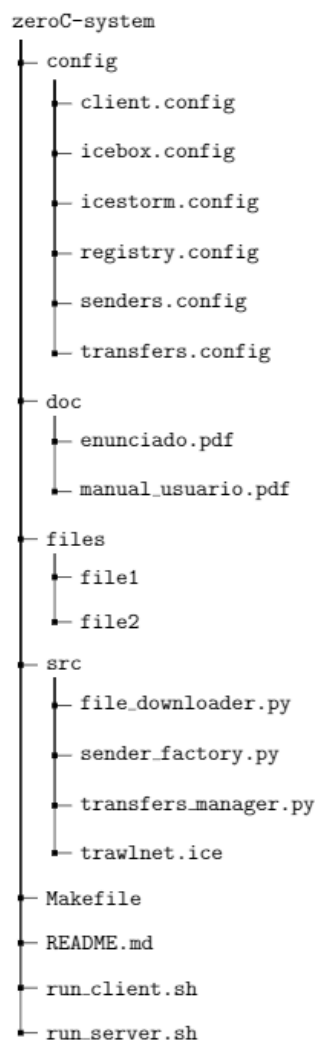 zeroC-system
config
client.config
icebox.config
icestorm.config
registry.config
senders.config
transfers.config
doc
enunciado.pdf
manual_usuario.pdf
files
file1
file2
src
file_downloader.py
sender_factory.py
transfers_manager.py
trawlnet.ice
Makefile
README.md
run_client.sh
run_server.sh